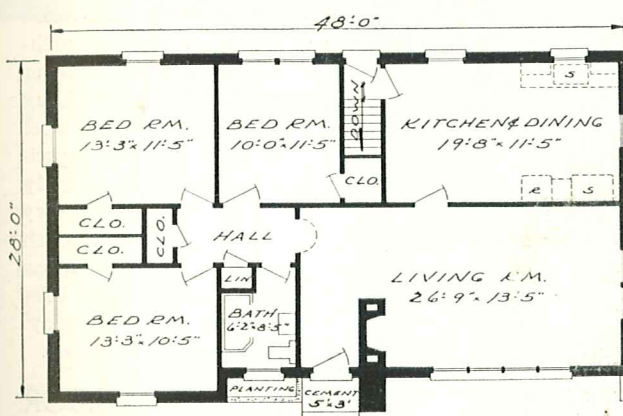 48'-0"
28'-0"
BED RM.
13'-3" x 11'-5"
BED RM.
10'-0" x 11'-5"
DOWN
CLO.
KITCHEN & DINING
19'-8" x 11'-5"
S
R
S
CLO.
CLO.
CLO.
HALL
LIN
BATH
6'-2" x 8'-5"
BED RM.
13'-3" x 10'-5"
LIVING RM.
26'-9" x 13'-5"
PLANTING
CEMENT
5' x 3'